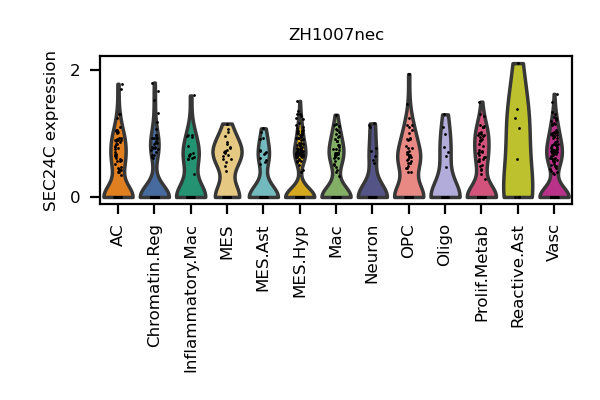 ZH1007nec
SEC24C expression
2
0
AC
Chromatin.Reg
Inflammatory.Mac
MES
MES.Ast
MES.Hyp
Mac
Neuron
OPC
Oligo
Prolif.Metab
Reactive.Ast
Vasc